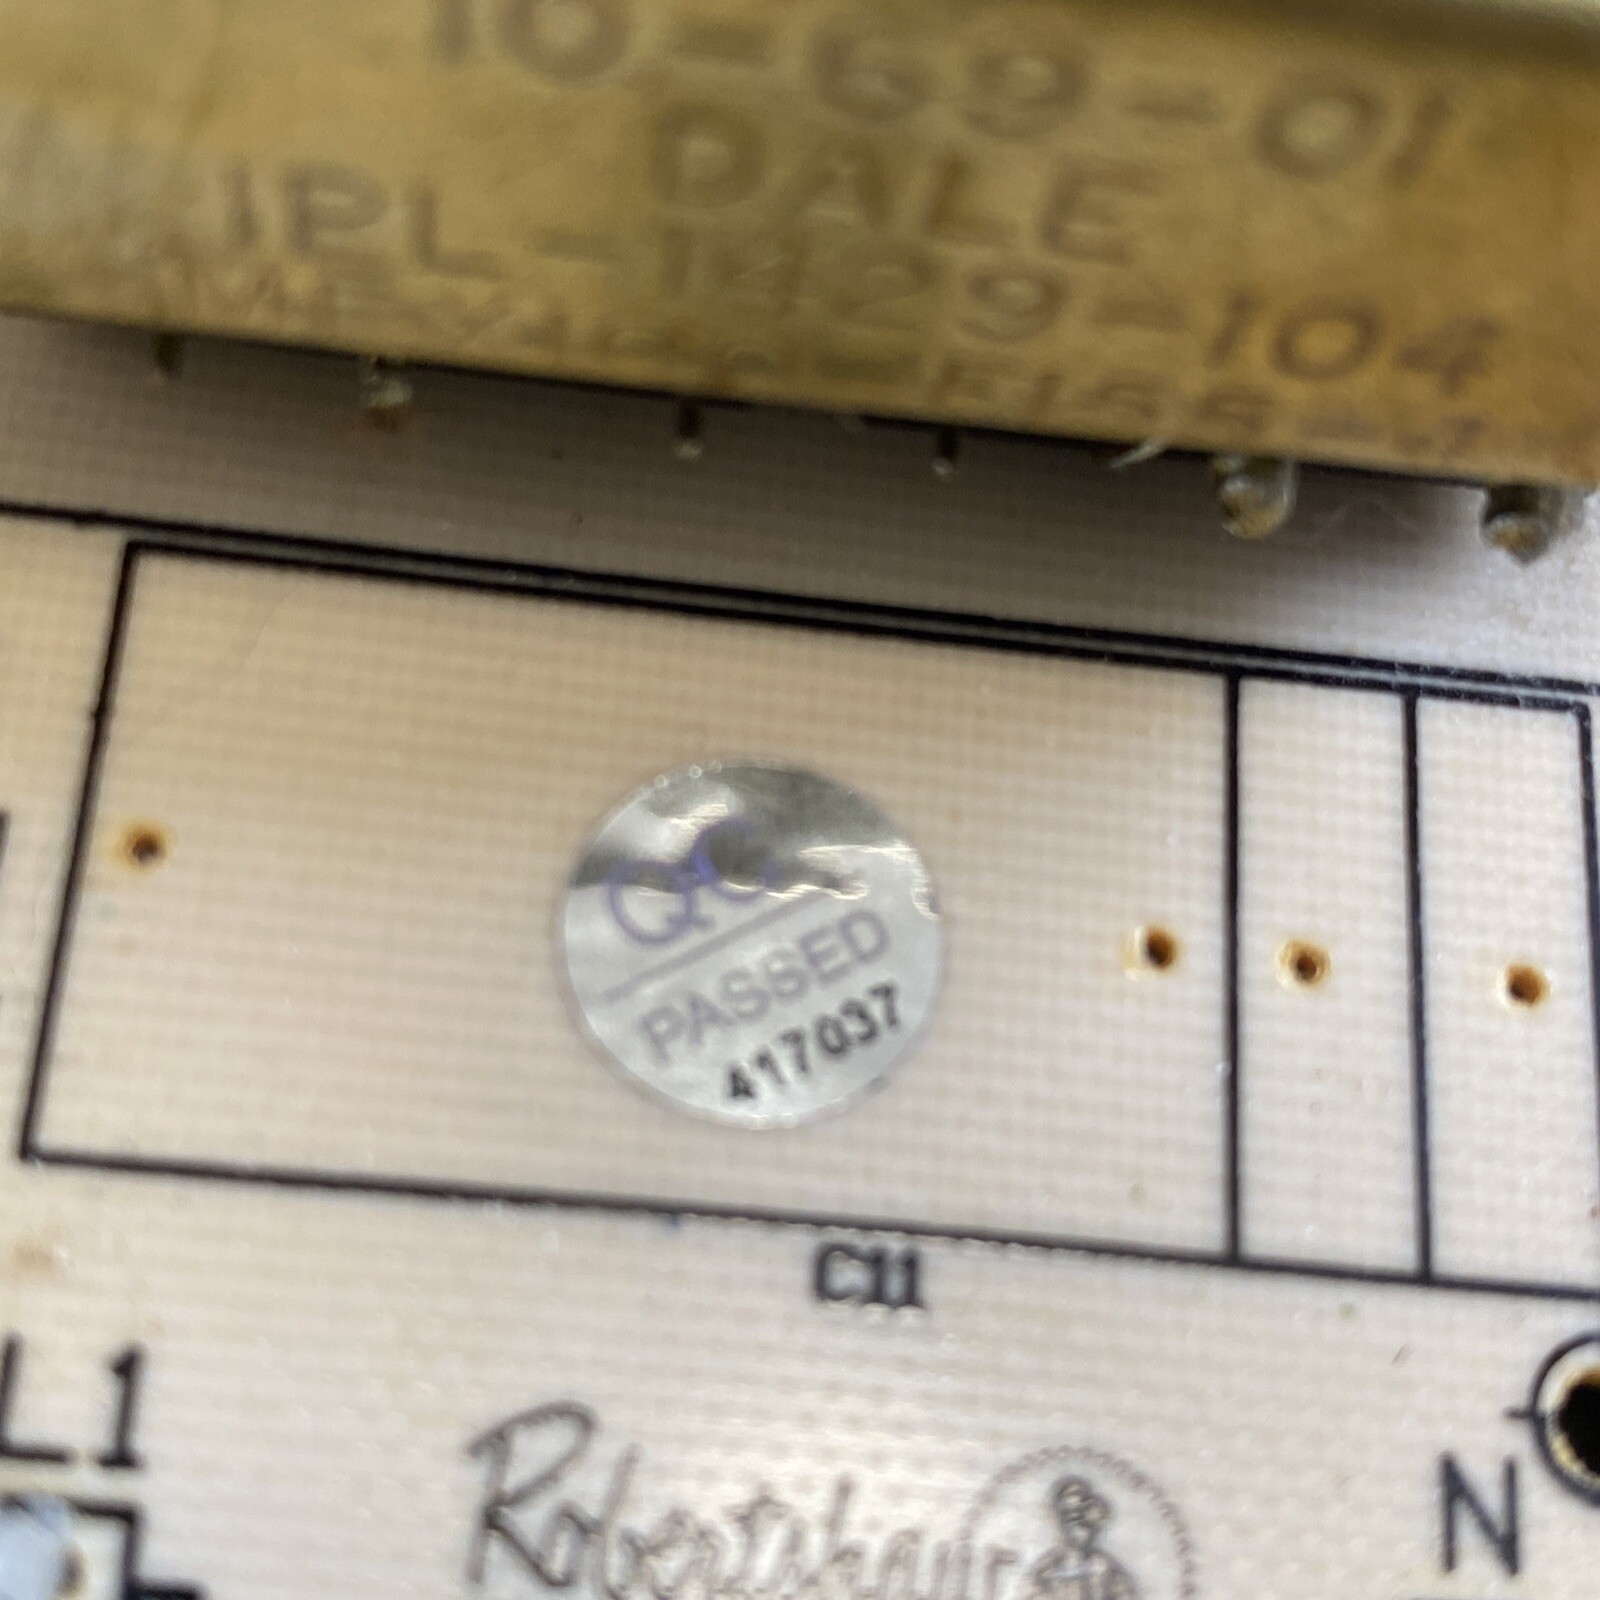 10-69-01
DALE
IPL-1429-104
QC
PASSED
417037
C11
L1
N
Robertshaw